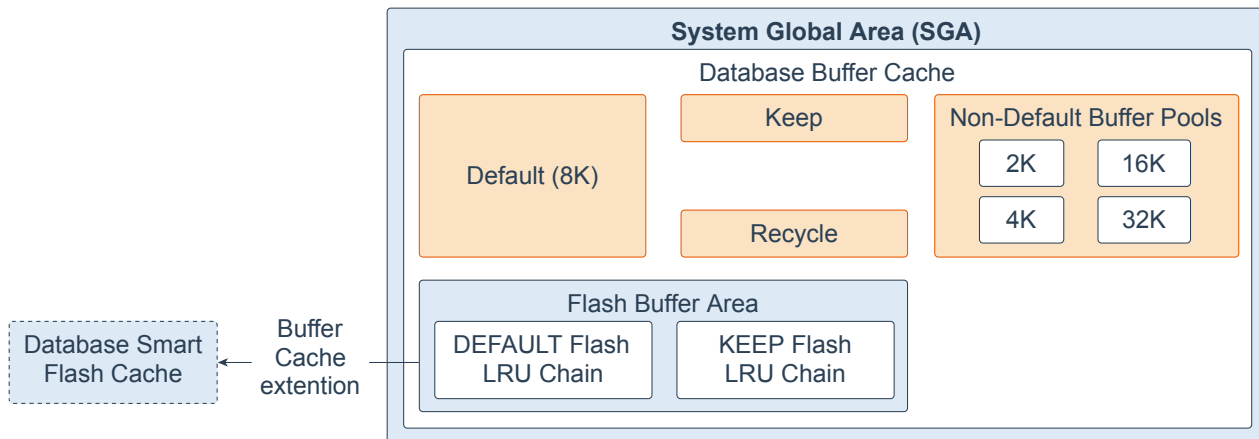 System Global Area (SGA)
Database Buffer Cache
Default (8K)
Keep
Recycle
Non-Default Buffer Pools
2K
16K
4K
32K
Flash Buffer Area
DEFAULT Flash
LRU Chain
KEEP Flash
LRU Chain
Buffer
Cache
extention
Database Smart
Flash Cache